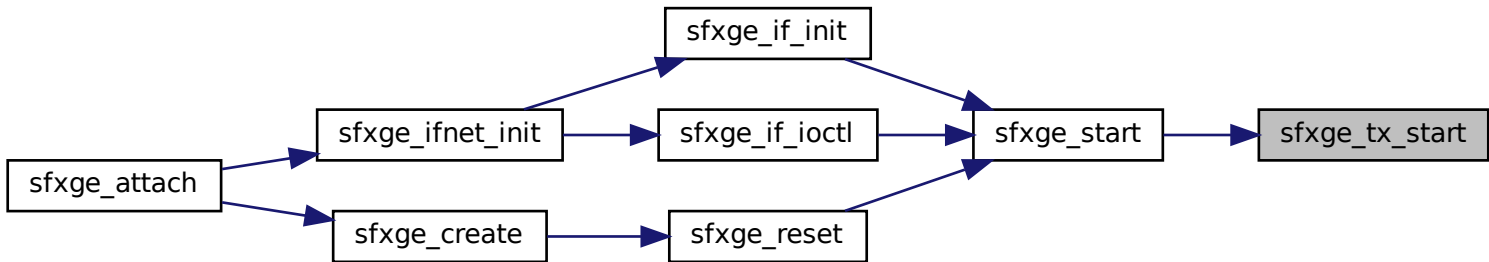 sfxge_if_init
sfxge_ifnet_init
sfxge_if_ioctl
sfxge_start
sfxge_tx_start
sfxge_attach
sfxge_create
sfxge_reset